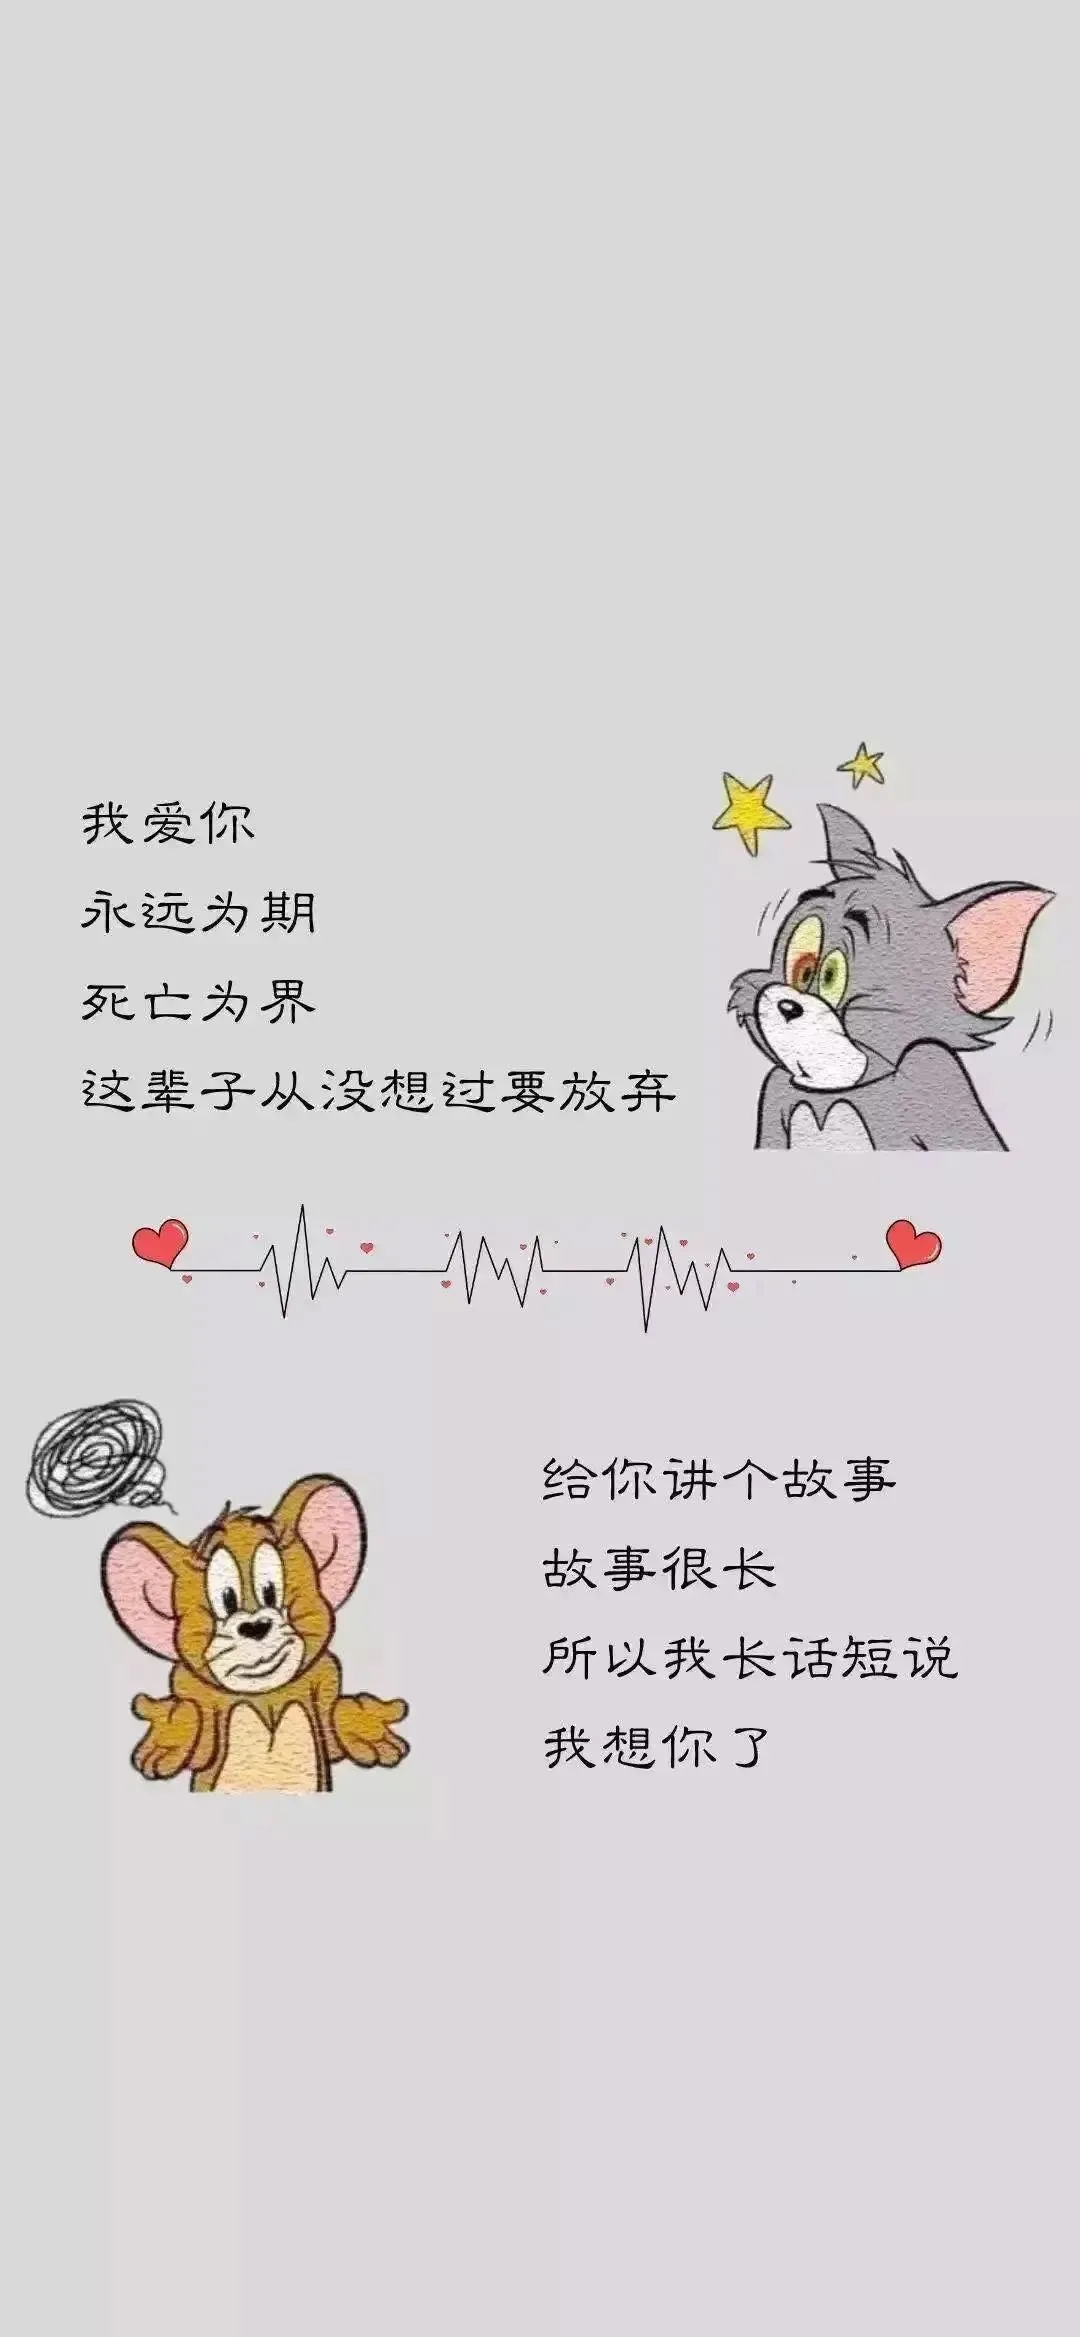 我爱你
永远为期
死亡为界
这辈子从没想过要放弃
给你讲个故事
故事很长
所以我长话短说
我想你了